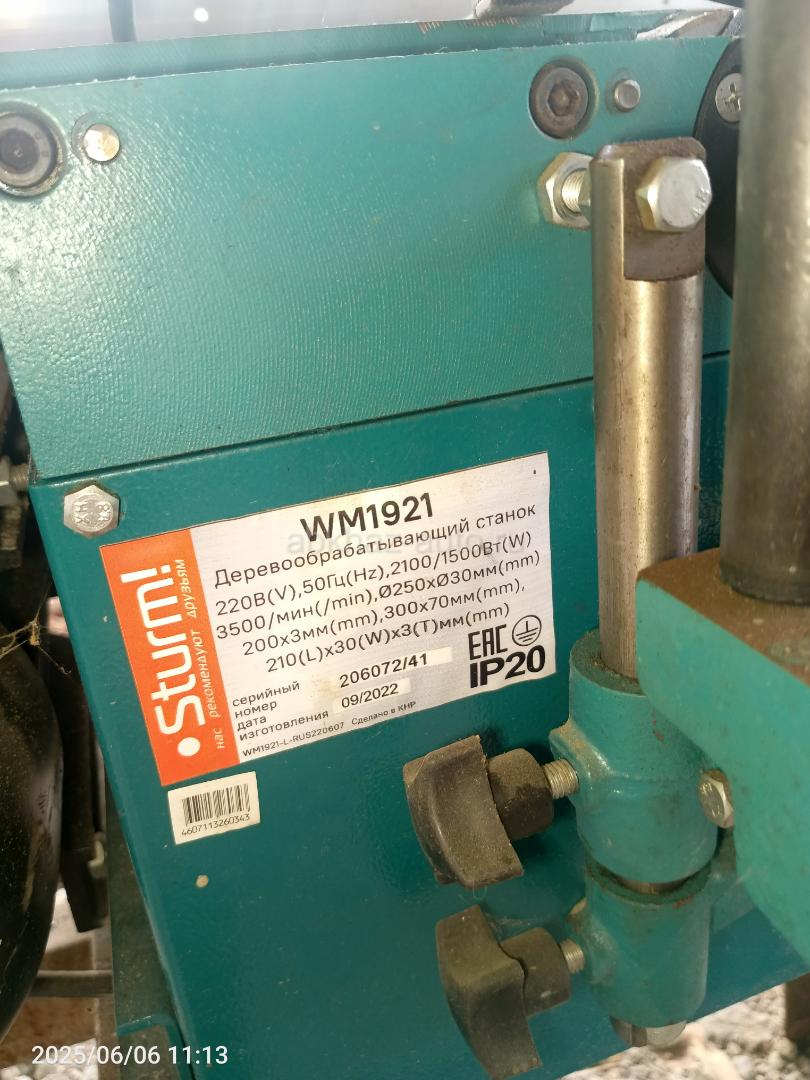 WM1921
Деревообрабатывающий станок
220В(V),50Гц(Hz),2100/1500Вт(W)
3500/мин(/min),Ø250xØ30мм(mm)
200x3мм(mm),300x70мм(mm),
210(L)x30(W)x3(T)мм(mm)
EAC
IP20
серийный
номер
206072/41
дата
изготовления
09/2022
WM1921-L-RUS220607 Сделано в КНР
Sturm!
нас рекомендуют друзьям
4607113260343
2025/06/06 11:13